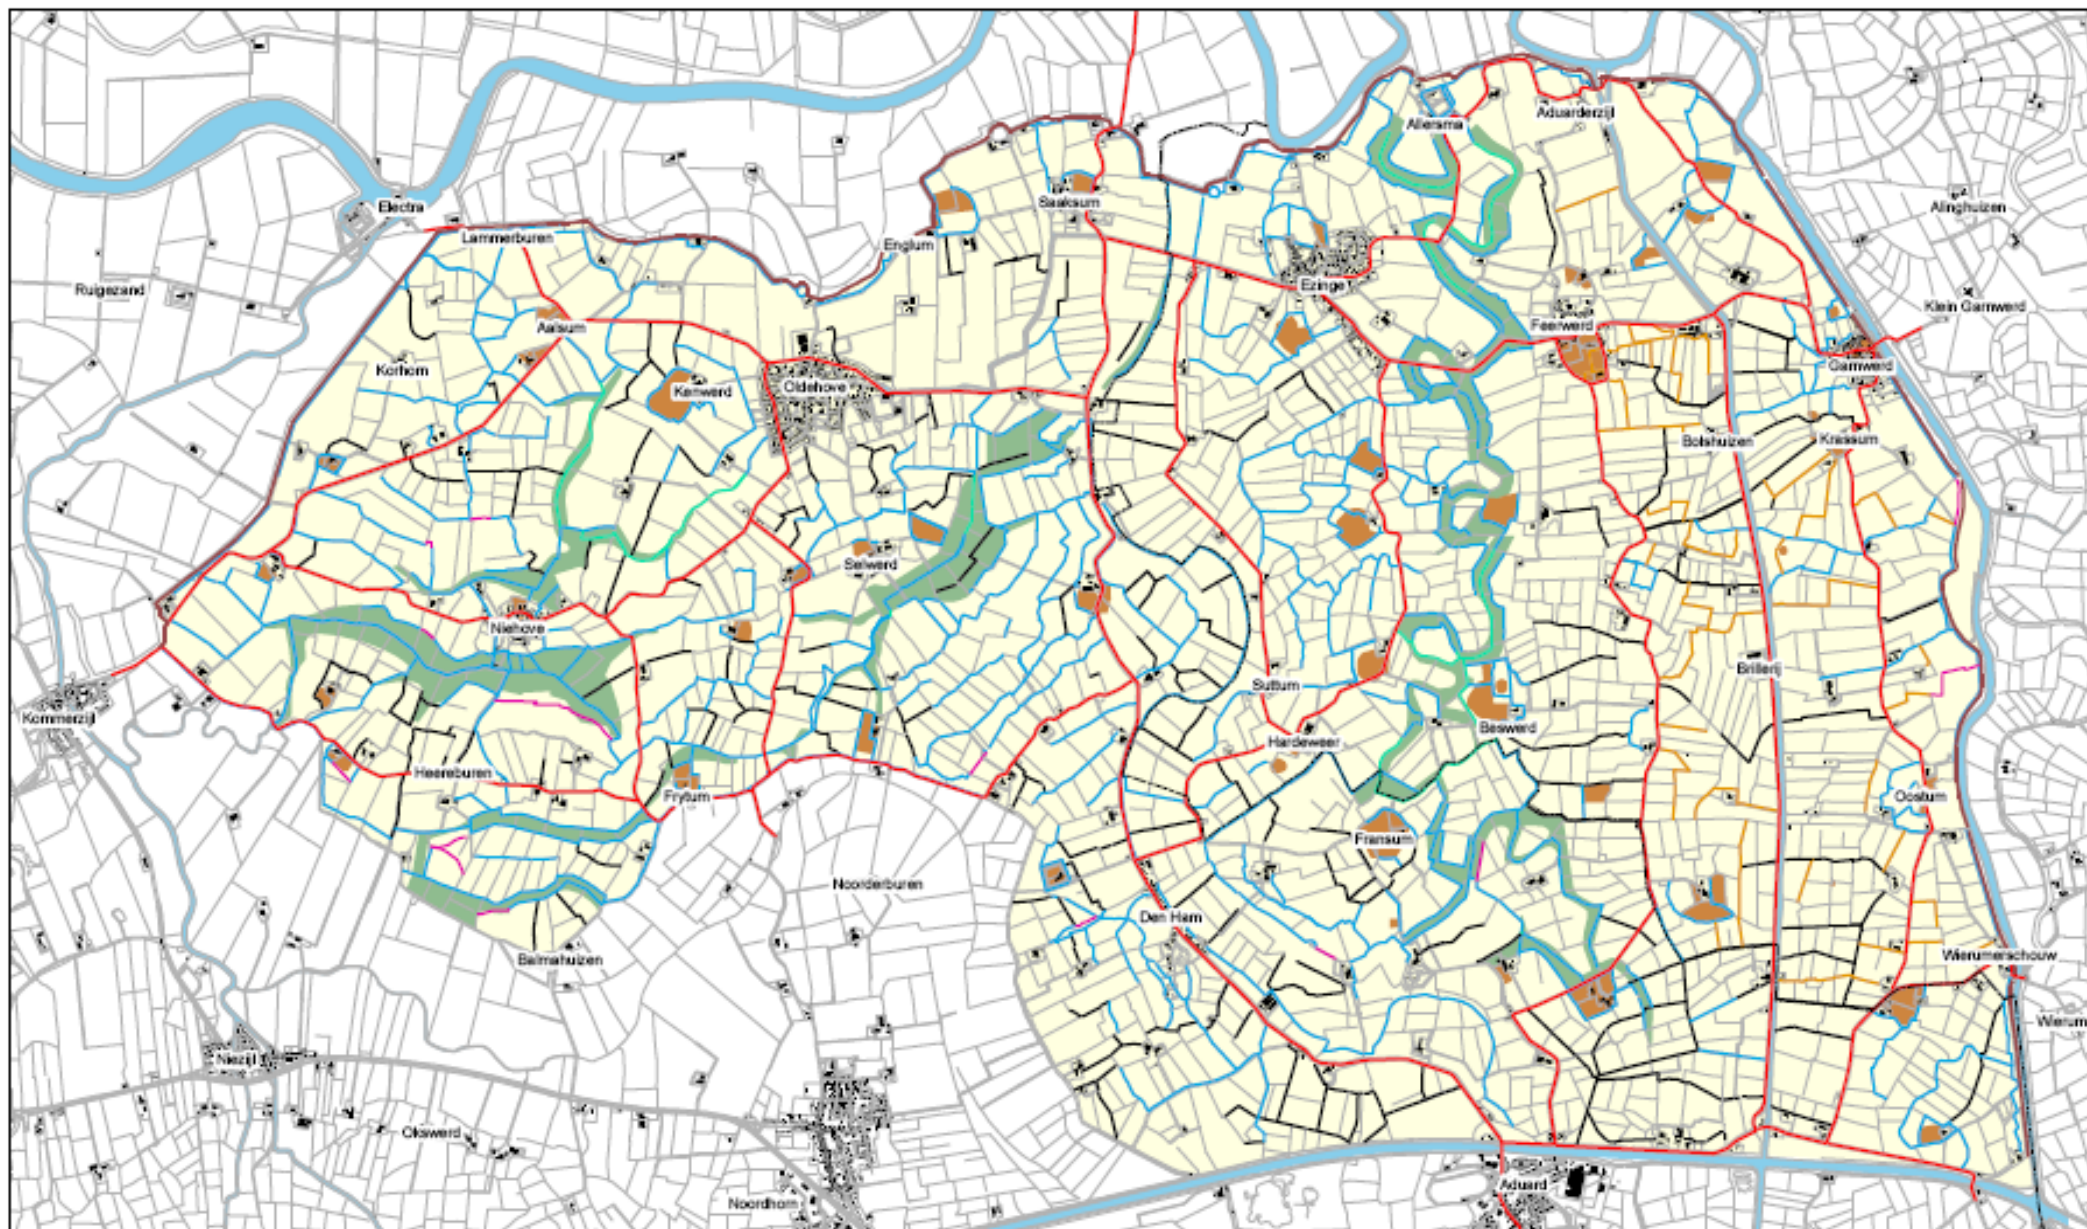 Allersma
Aduarderzijl
Electra
Saaksum
Alinghuizen
Lammerburen
Englum
Ruigezand
Ezinge
Klein Garnwerd
Aalsum
Feerwerd
Korhorn
Garnwerd
Kenwerd
Oldehove
Bolshuizen
Krassum
Selwerd
Niehove
Brillerij
Suttum
Kommerzijl
Beswerd
Hardeweer
Heereburen
Frytum
Oostum
Fransum
Noorderburen
Den Ham
Balmahuizen
Wierumerschouw
Wierum
Niezijl
Okswerd
Aduard
Noordhorn